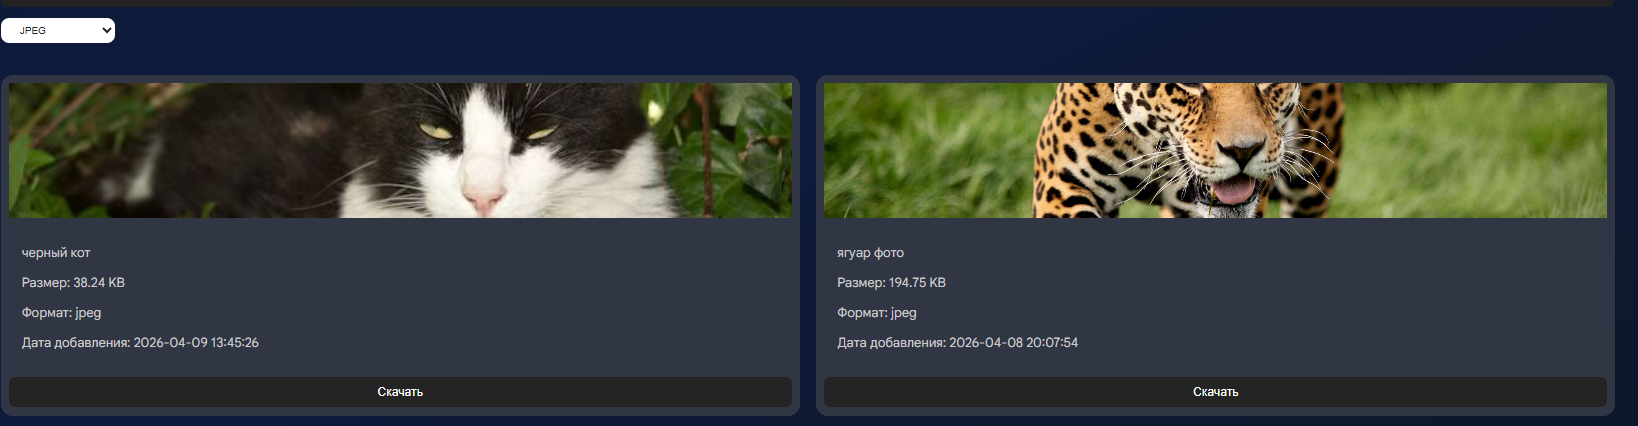 JPEG
черный кот
Размер: 38.24 KB
Формат: jpeg
Дата добавления: 2026-04-09 13:45:26
Скачать
ягуар фото
Размер: 194.75 KB
Формат: jpeg
Дата добавления: 2026-04-08 20:07:54
Скачать